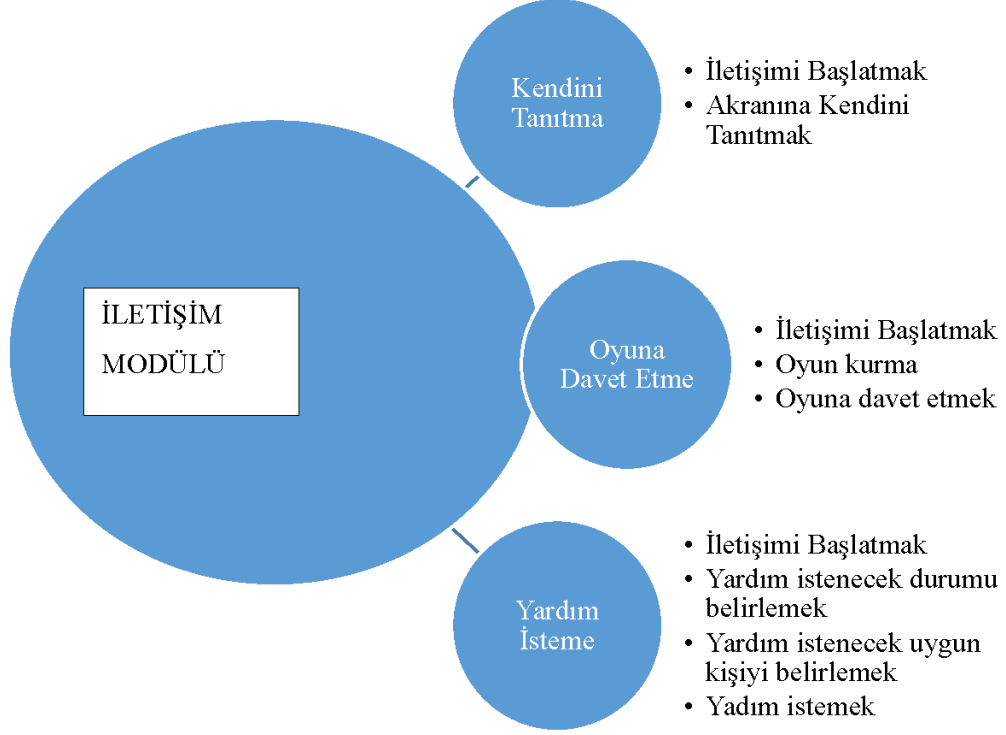 İLETİŞİM
MODÜLÜ
Kendini
Tanıtma
• İletişimi Başlatmak
• Akranına Kendini
Tanıtmak
Oyuna
Davet Etme
• İletişimi Başlatmak
• Oyun kurma
• Oyuna davet etmek
Yardım
İsteme
• İletişimi Başlatmak
• Yardım istenecek durumu
belirlemek
• Yardım istenecek uygun
kişiyi belirlemek
• Yadım istemek